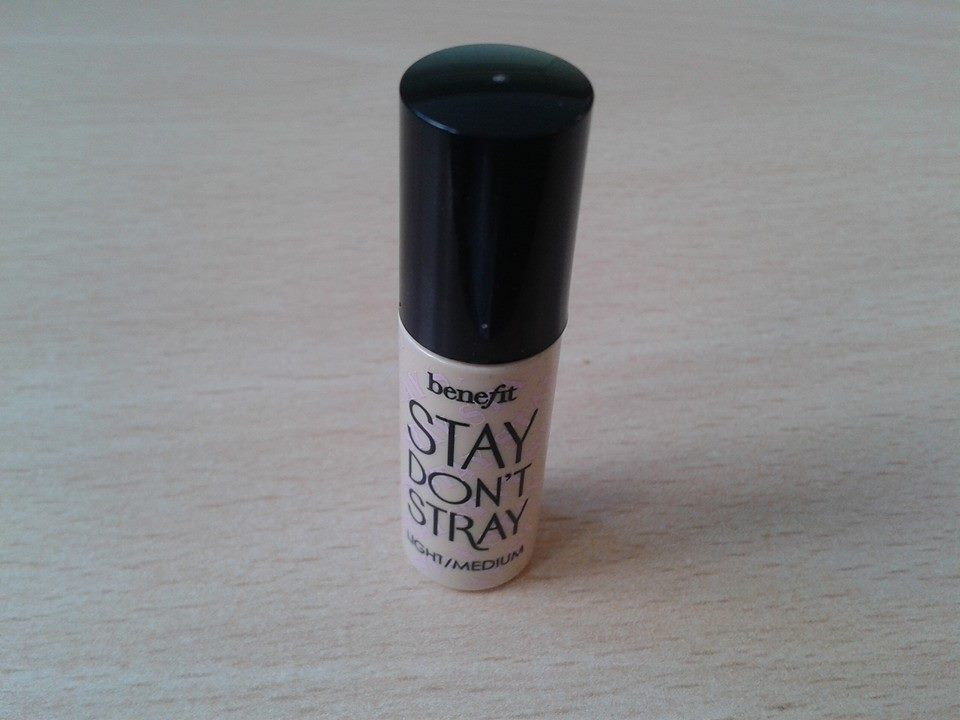 benefit
STAY
DON'T
STRAY
LIGHT/MEDIUM